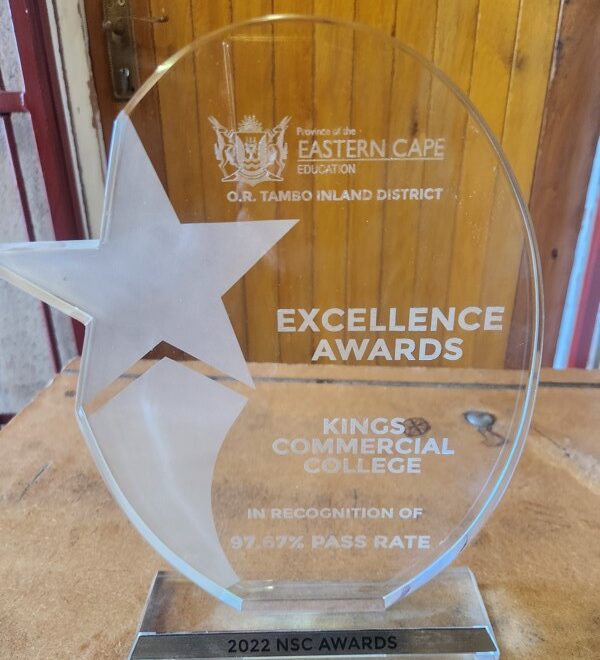 Province of the
EASTERN CAPE
EDUCATION
O.R. TAMBO INLAND DISTRICT
EXCELLENCE
AWARDS
KINGS
COMMERCIAL
COLLEGE
IN RECOGNITION OF
97.67% PASS RATE
2022 NSC AWARDS